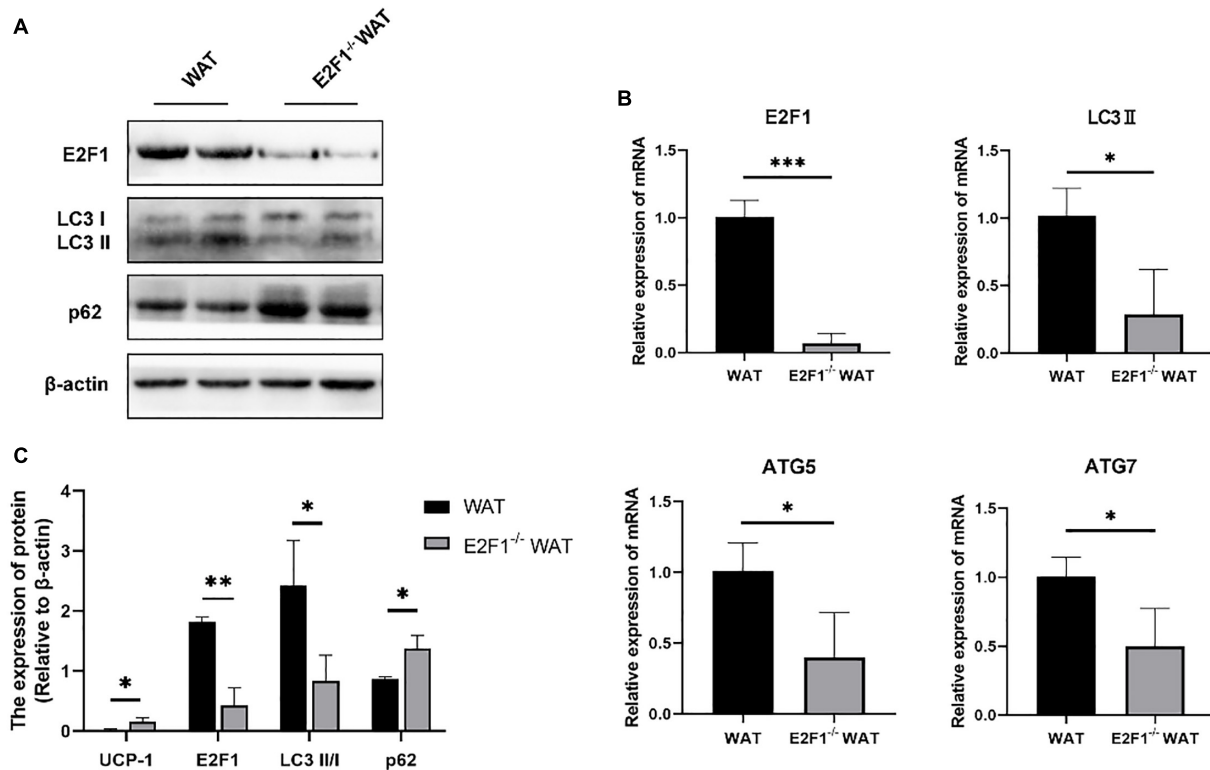 A
WAT
E2F1-/- WAT
E2F1
LC3 I
LC3 II
p62
β-actin
B
E2F1
Relative expression of mRNA
1.5
1.0
0.5
0.0
***
WAT
E2F1-/- WAT
LC3 Ⅱ
Relative expression of mRNA
1.5
1.0
0.5
0.0
*
WAT
E2F1-/- WAT
ATG5
Relative expression of mRNA
1.5
1.0
0.5
0.0
*
WAT
E2F1-/- WAT
ATG7
Relative expression of mRNA
1.5
1.0
0.5
0.0
*
WAT
E2F1-/- WAT
C
The expression of protein
(Relative to β-actin)
4
3
2
1
0
*
**
*
*
WAT
E2F1-/- WAT
UCP-1
E2F1
LC3 II/I
p62